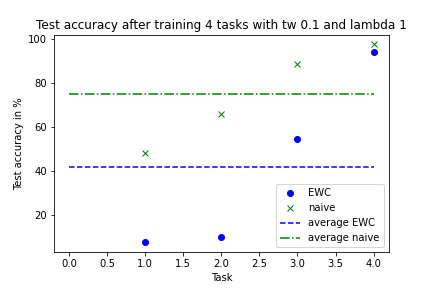 Test accuracy after training 4 tasks with tw 0.1 and lambda 1
100
80
60
40
20
Test accuracy in %
0.0 0.5 1.0 1.5 2.0 2.5 3.0 3.5 4.0
Task
EWC
naive
average EWC
average naive